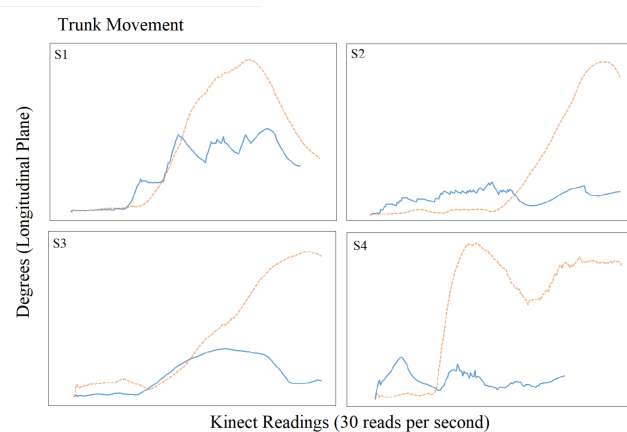 Trunk Movement
S1
S2
Degrees (Longitudinal Plane)
S3
S4
Kinect Readings (30 reads per second)